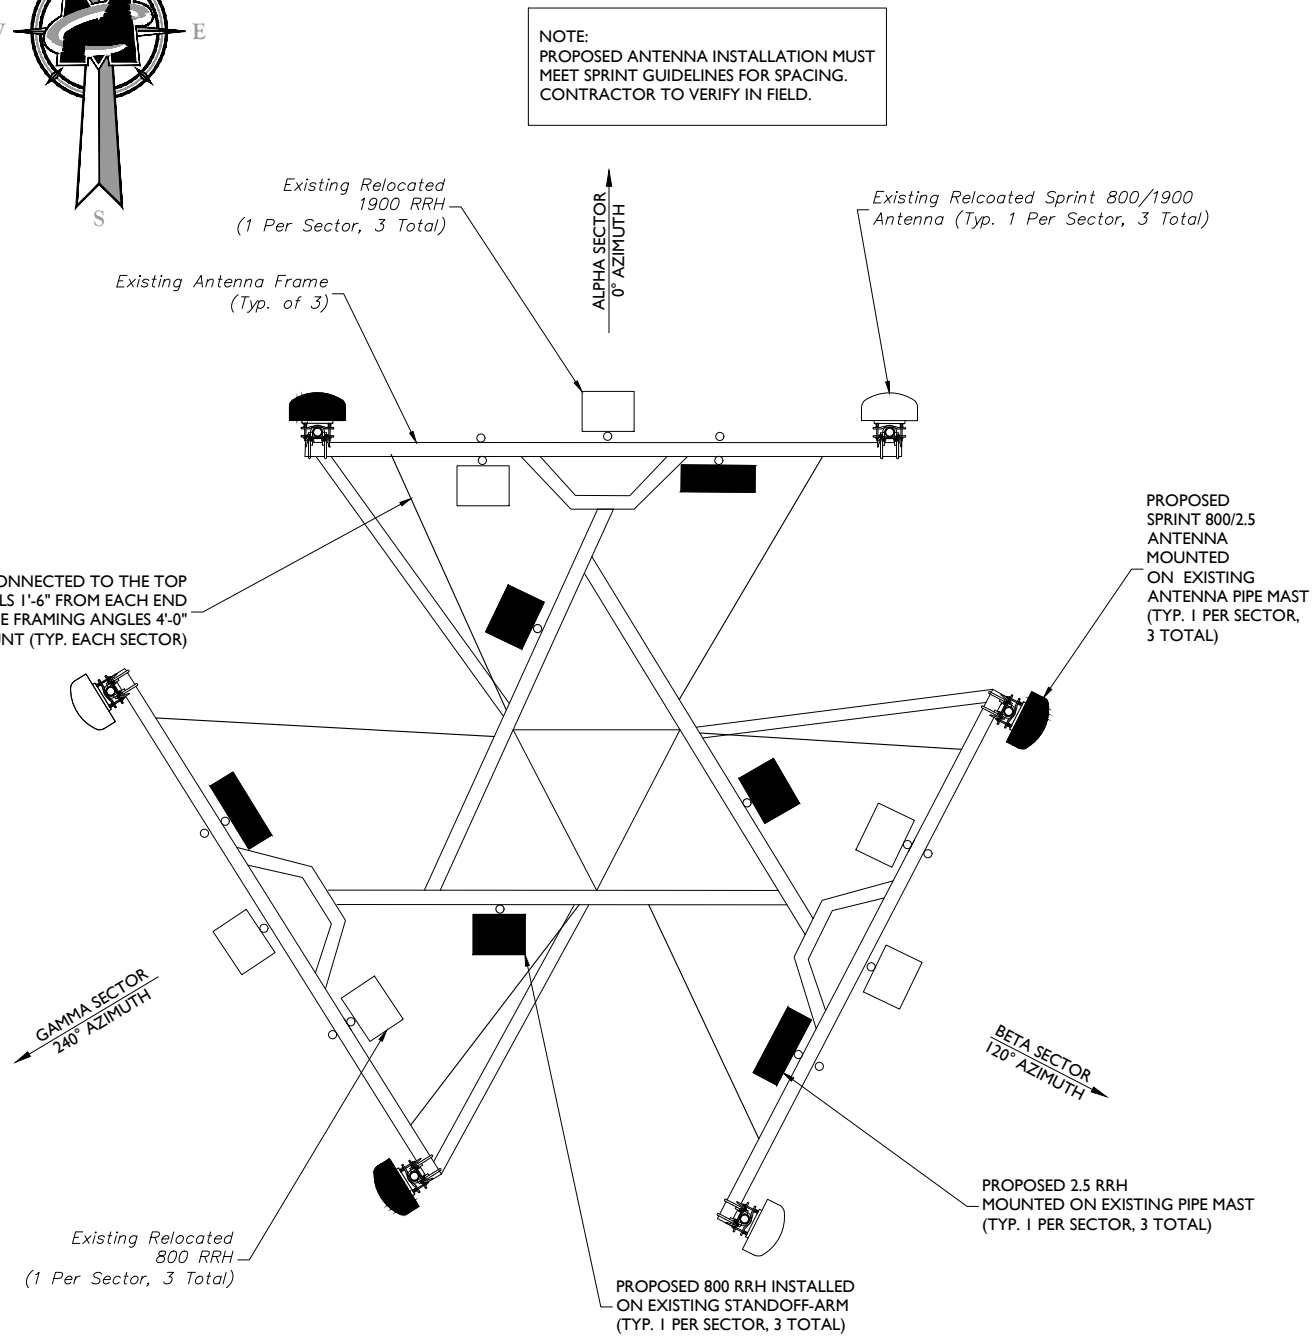 E
S
NOTE:
PROPOSED ANTENNA INSTALLATION MUST
MEET SPRINT GUIDELINES FOR SPACING.
CONTRACTOR TO VERIFY IN FIELD.
Existing Relocated
1900 RRH
(1 Per Sector, 3 Total)
ALPHA SECTOR
0° AZIMUTH
Existing Relcoated Sprint 800/1900
Antenna (Typ. 1 Per Sector, 3 Total)
Existing Antenna Frame
(Typ. of 3)
PROPOSED
SPRINT 800/2.5
ANTENNA
MOUNTED
ON EXISTING
ANTENNA PIPE MAST
(TYP. 1 PER SECTOR,
3 TOTAL)
TO THE TOP
1'-6" FROM EACH END
FRAMING ANGLES 4'-0"
(TYP. EACH SECTOR)
GAMMA SECTOR
240° AZIMUTH
BETA SECTOR
120° AZIMUTH
PROPOSED 2.5 RRH
MOUNTED ON EXISTING PIPE MAST
(TYP. 1 PER SECTOR, 3 TOTAL)
Existing Relocated
800 RRH
(1 Per Sector, 3 Total)
PROPOSED 800 RRH INSTALLED
ON EXISTING STANDOFF-ARM
(TYP. 1 PER SECTOR, 3 TOTAL)